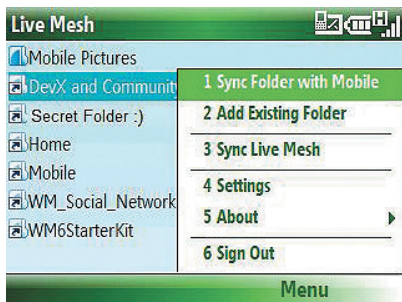 Live Mesh
Mobile Pictures
DevX and Communit
Secret Folder :)
Home
Mobile
WM_Social_Network
WM6StarterKit
1 Sync Folder with Mobile
2 Add Existing Folder
3 Sync Live Mesh
4 Settings
5 About
6 Sign Out
Menu